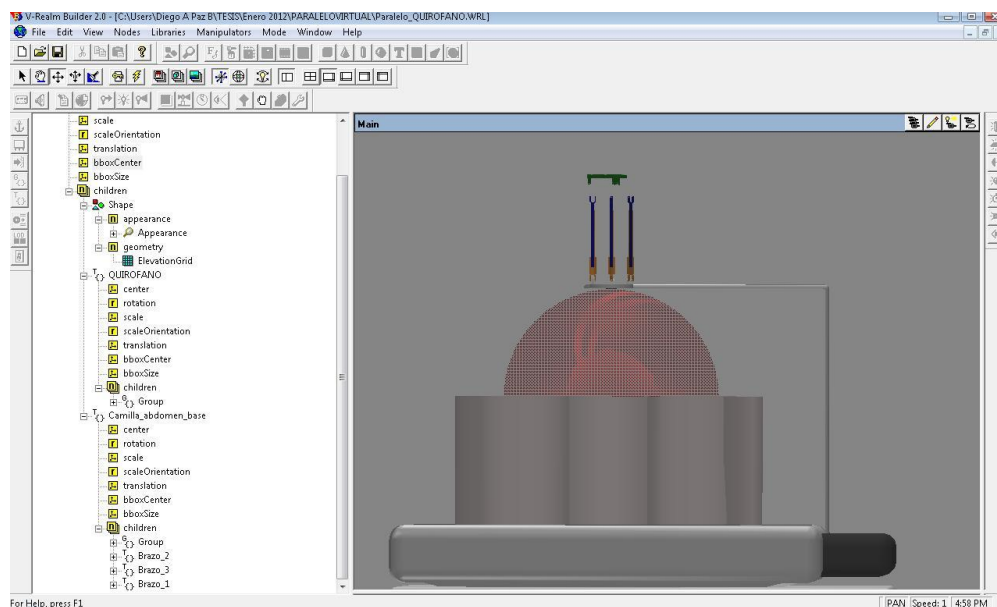 V-Realm Builder 2.0 - [C:\Users\Diego A Paz B\TESIS\Enero 2012\PARALELOVIRTUAL\Paralelo_QUIROFANO.WRL]
File Edit View Nodes Libraries Manipulators Mode Window Help
scale
scaleOrientation
translation
bboxCenter
bboxSize
children
Shape
appearance
Appearance
geometry
ElevationGrid
QUIROFANO
center
rotation
scale
scaleOrientation
translation
bboxCenter
bboxSize
children
Group
Camilla_abdomen_base
center
rotation
scale
scaleOrientation
translation
bboxCenter
bboxSize
children
Group
Brazo_2
Brazo_3
Brazo_1
Main
For Help, press F1
PAN Speed: 1 4:58 PM